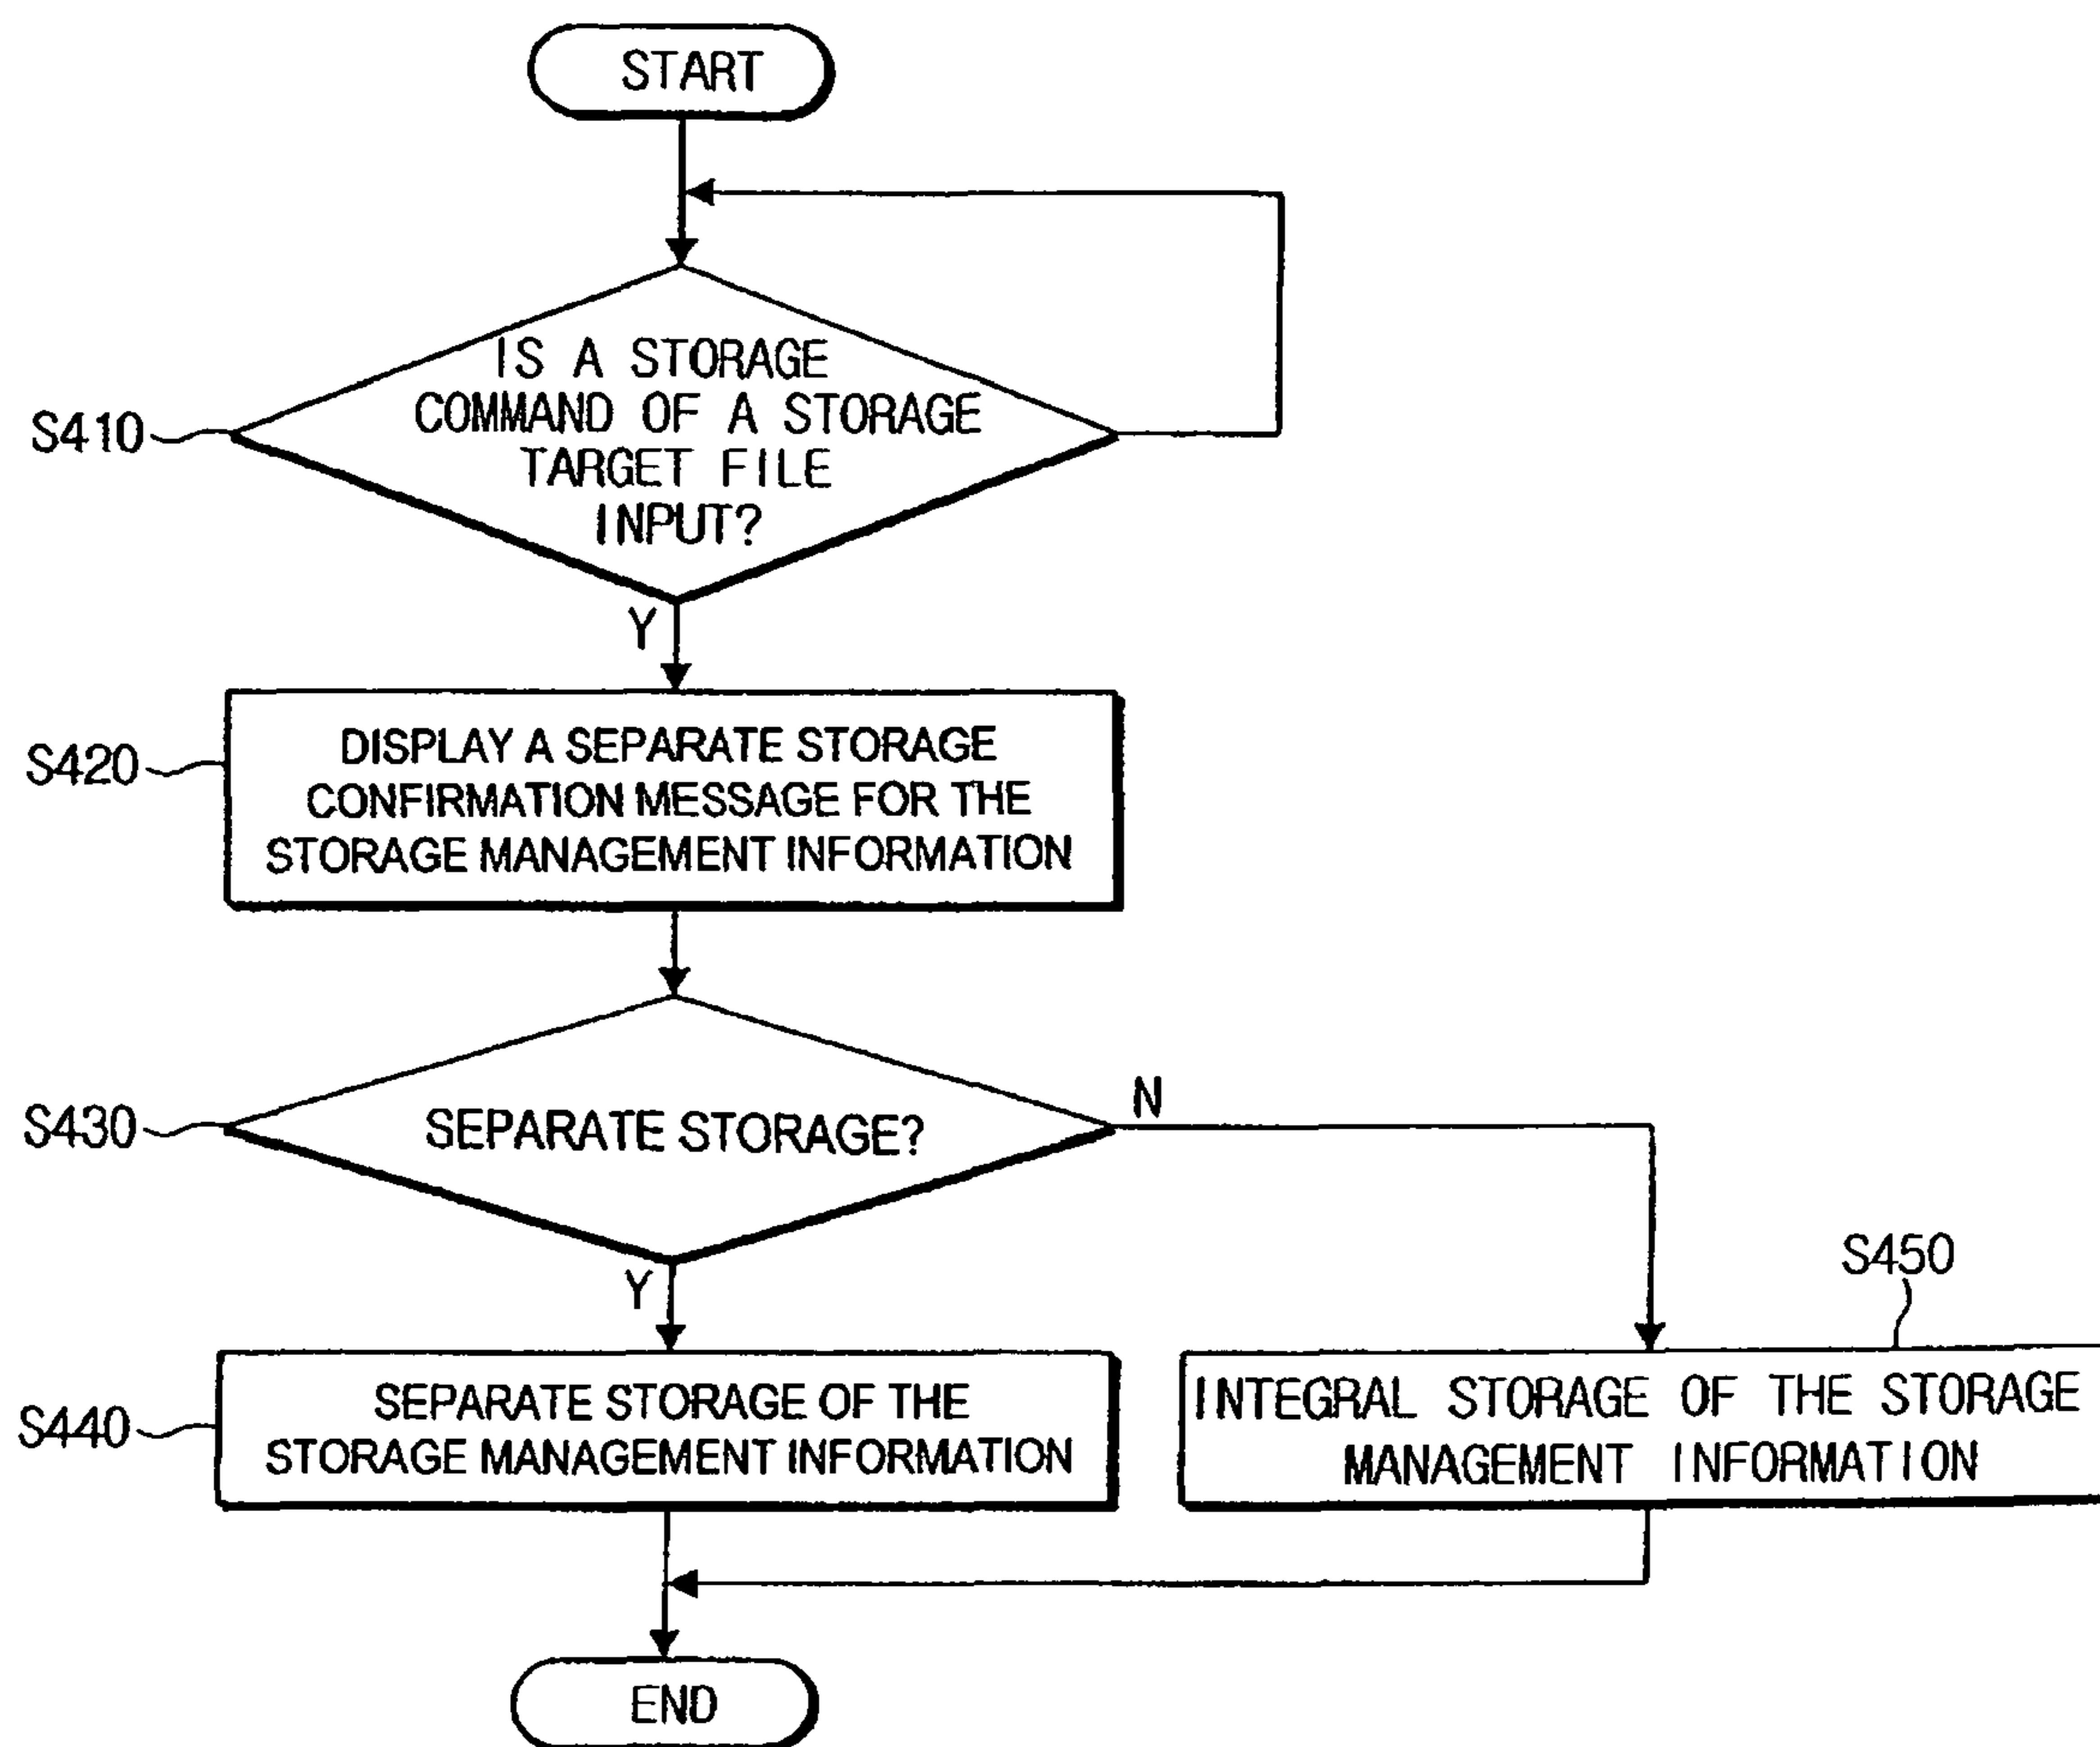 START
IS A STORAGE
COMMAND OF A STORAGE
TARGET FILE
INPUT?
S410
Y
DISPLAY A SEPARATE STORAGE
CONFIRMATION MESSAGE FOR THE
STORAGE MANAGEMENT INFORMATION
S420
SEPARATE STORAGE?
S430
N
Y
S450
SEPARATE STORAGE OF THE
STORAGE MANAGEMENT INFORMATION
S440
INTEGRAL STORAGE OF THE STORAGE
MANAGEMENT INFORMATION
END